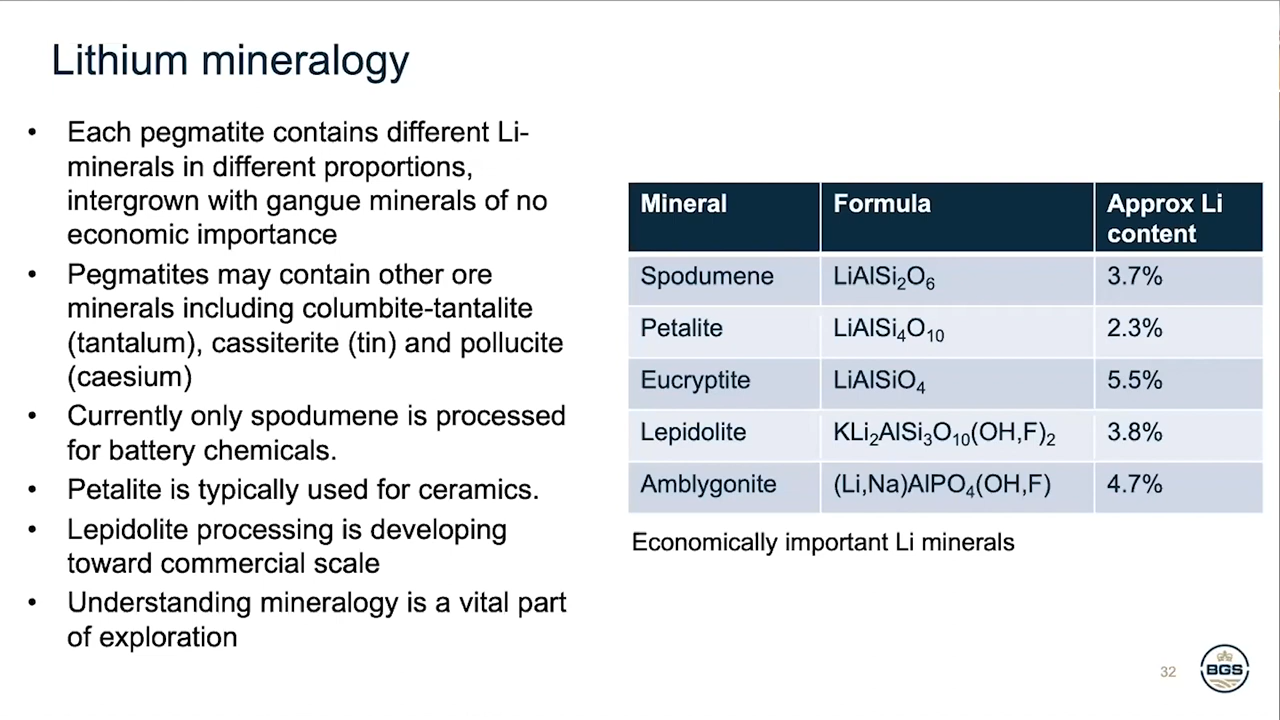 Lithium mineralogy
• Each pegmatite contains different Li-
minerals in different proportions,
intergrown with gangue minerals of no
economic importance
• Pegmatites may contain other ore
minerals including columbite-tantalite
(tantalum), cassiterite (tin) and pollucite
(caesium)
• Currently only spodumene is processed
for battery chemicals.
• Petalite is typically used for ceramics.
• Lepidolite processing is developing
toward commercial scale
• Understanding mineralogy is a vital part
of exploration
Mineral Formula Approx Li
content
Spodumene LiAlSi₂O₆ 3.7%
Petalite LiAlSi₄O₁₀ 2.3%
Eucryptite LiAlSiO₄ 5.5%
Lepidolite KLi₂AlSi₃O₁₀(OH,F)₂ 3.8%
Amblygonite (Li,Na)AlPO₄(OH,F) 4.7%
Economically important Li minerals
32
BGS